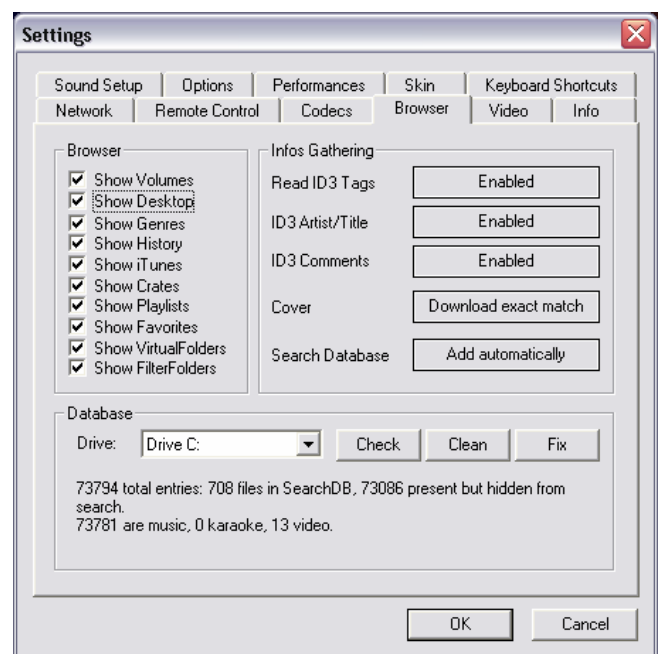 Settings
Sound Setup Options Performances Skin Keyboard Shortcuts
Network Remote Control Codecs Browser Video Info
Browser
Show Volumes
Show Desktop
Show Genres
Show History
Show iTunes
Show Crates
Show Playlists
Show Favorites
Show VirtualFolders
Show FilterFolders
Infos Gathering
Read ID3 Tags Enabled
ID3 Artist/Title Enabled
ID3 Comments Enabled
Cover Download exact match
Search Database Add automatically
Database
Drive: Drive C: Check Clean Fix
73794 total entries: 708 files in SearchDB, 73086 present but hidden from
search.
73781 are music, 0 karaoke, 13 video.
OK Cancel